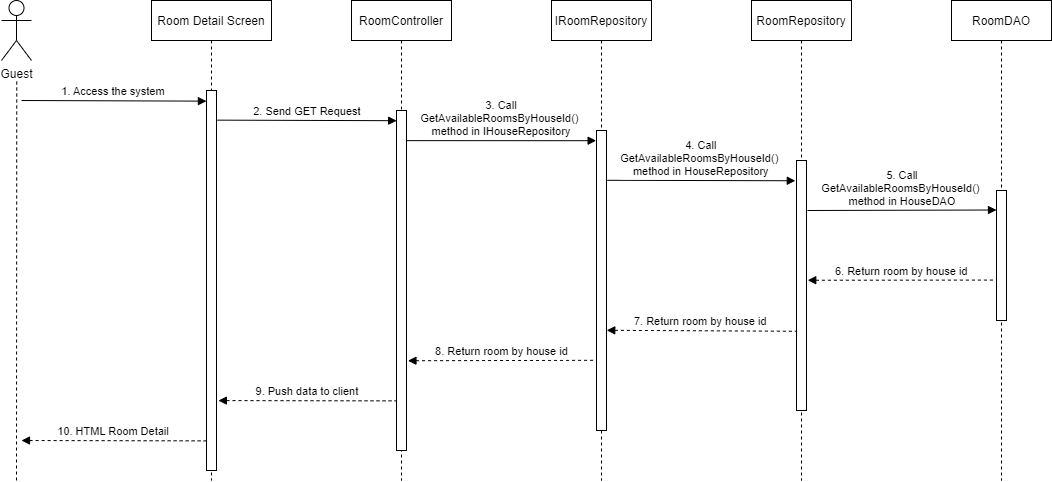 Room Detail Screen
RoomController
IRoomRepository
RoomRepository
RoomDAO
Guest
1. Access the system
2. Send GET Request
3. Call
GetAvailableRoomsByHouseId()
method in IHouseRepository
4. Call
GetAvailableRoomsByHouseId()
method in HouseRepository
5. Call
GetAvailableRoomsByHouseId()
method in HouseDAO
6. Return room by house id
7. Return room by house id
8. Return room by house id
9. Push data to client
10. HTML Room Detail